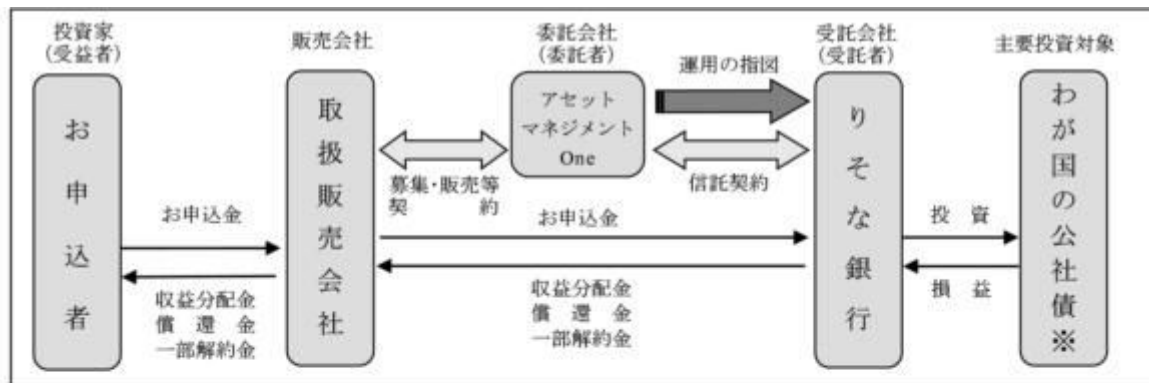 投資家
(受益者)
お申込者
お申込金
収益分配金
償還金
一部解約金
販売会社
取扱販売会社
募集・販売等
契約
委託会社
(委託者)
アセット
マネジメント
One
運用の指図
信託契約
お申込金
収益分配金
償還金
一部解約金
受託会社
(受託者)
りそな銀行
投資
損益
主要投資対象
わが国の公社債※